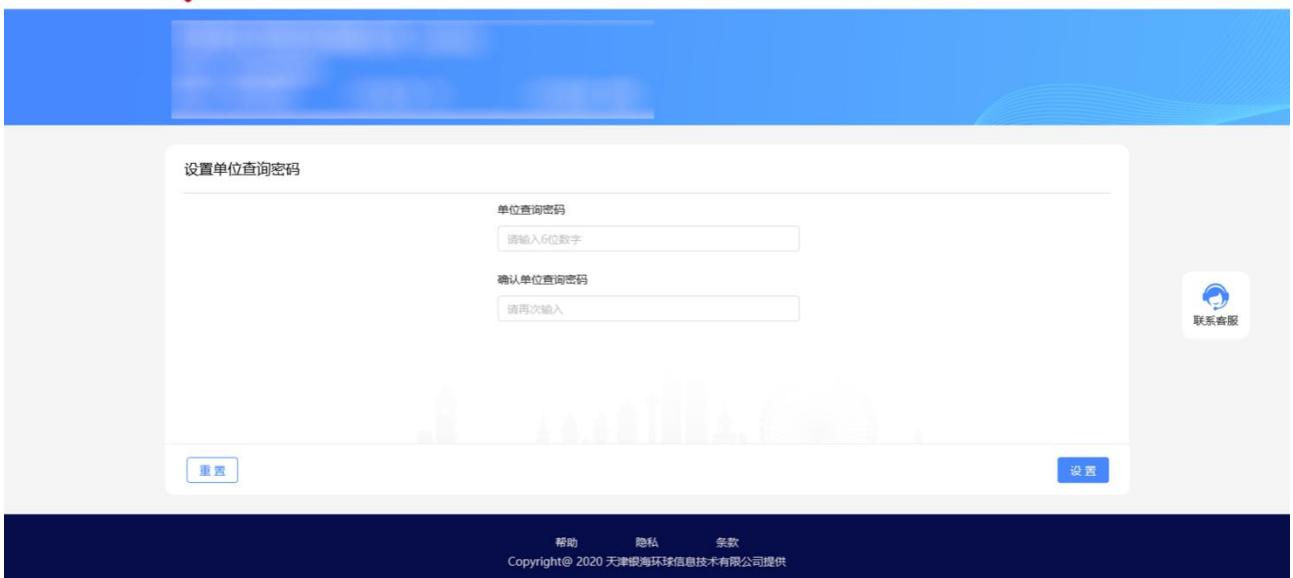 设置单位查询密码
单位查询密码
请输入6位数字
确认单位查询密码
请再次输入
联系客服
重置
设置
帮助 隐私 条款
Copyright@ 2020 天津银海环球信息技术有限公司提供